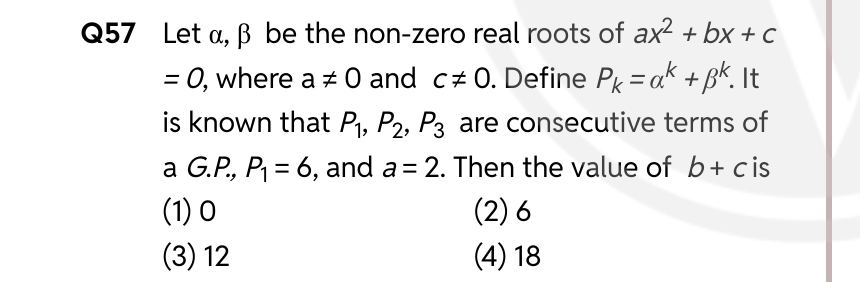 Q57 Let α, β be the non-zero real roots of ax² + bx + c
= 0, where a ≠ 0 and c ≠ 0. Define Pₖ = αᵏ + βᵏ. It
is known that P₁, P₂, P₃ are consecutive terms of
a G.P., P₁ = 6, and a = 2. Then the value of b + c is
(1) 0 (2) 6
(3) 12 (4) 18